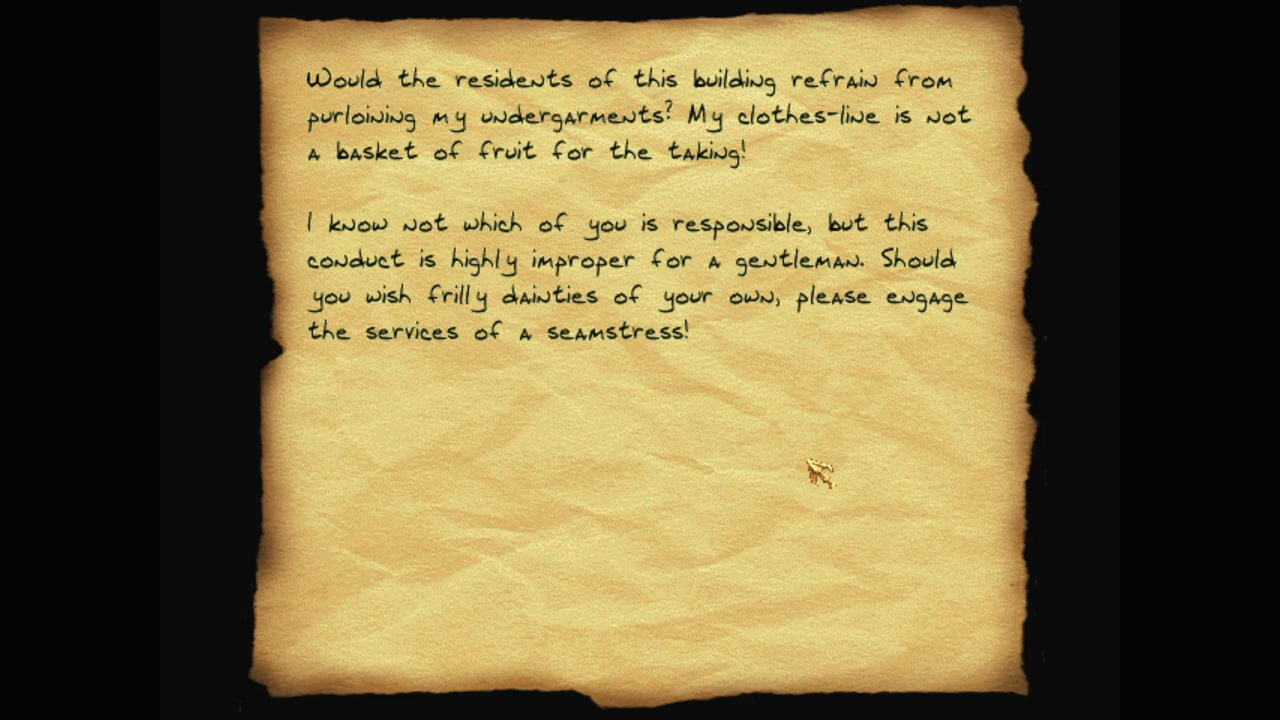 Would the residents of this building refrain from
purloining my undergarments? My clothes-line is not
a basket of fruit for the taking!
I know not which of you is responsible, but this
conduct is highly improper for a gentleman. Should
you wish frilly dainties of your own, please engage
the services of a seamstress!